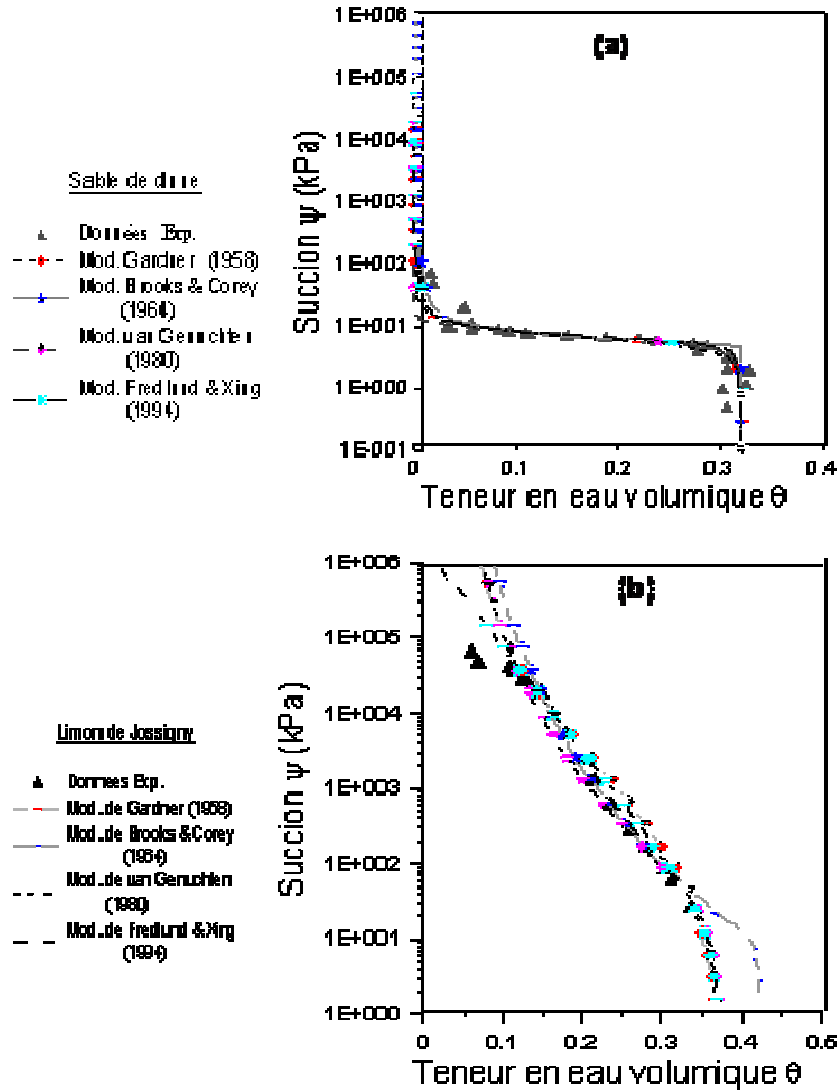 1E+006
(a)
1E+005
1E+004
1E+003
1E+002
1E+001
1E+000
1E-001
Succion ψ (kPa)
0
0.1
0.2
0.3
0.4
Teneur en eau volumique θ
Sable de dune
Données Exp.
Mod. Gardner (1958)
Mod. Brooks & Corey
(1964)
Mod. van Genuchten
(1980)
Mod. Fredlund & Xing
(1994)
1E+006
(b)
1E+005
1E+004
1E+003
1E+002
1E+001
1E+000
Succion ψ (kPa)
0
0.1
0.2
0.3
0.4
0.5
Teneur en eau volumique θ
Limon de Jossigny
Données Exp.
Mod. de Gardner (1958)
Mod. de Brooks & Corey
(1964)
Mod. de van Genuchten
(1980)
Mod. de Fredlund & Xing
(1994)